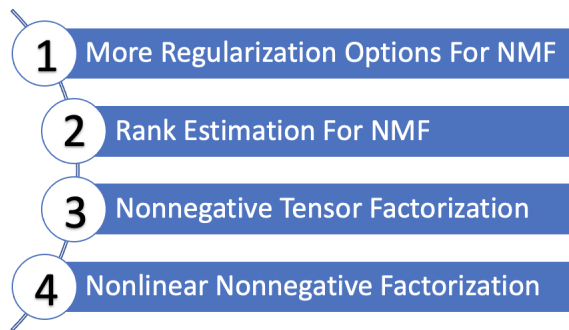 1 More Regularization Options For NMF
2 Rank Estimation For NMF
3 Nonnegative Tensor Factorization
4 Nonlinear Nonnegative Factorization